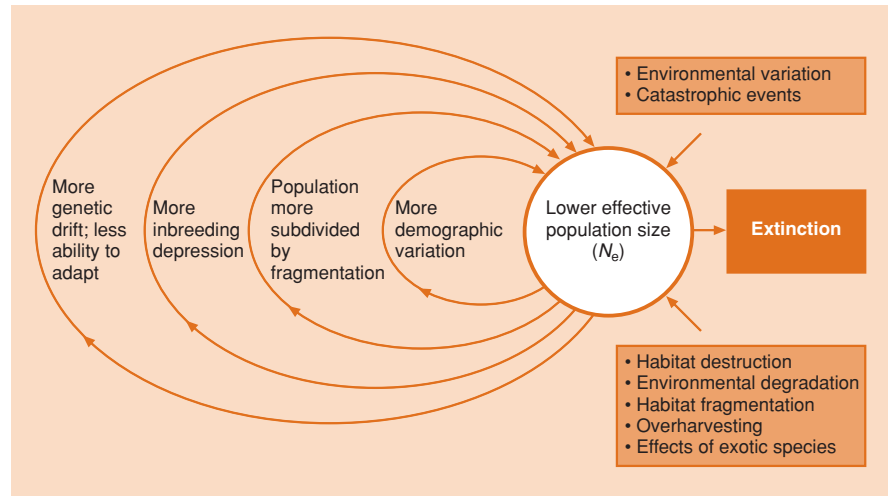 More
genetic
drift; less
ability to
adapt
More
inbreeding
depression
Population
more
subdivided
by
fragmentation
More
demographic
variation
Lower effective
population size
(Ne)
• Environmental variation
• Catastrophic events
Extinction
• Habitat destruction
• Environmental degradation
• Habitat fragmentation
• Overharvesting
• Effects of exotic species